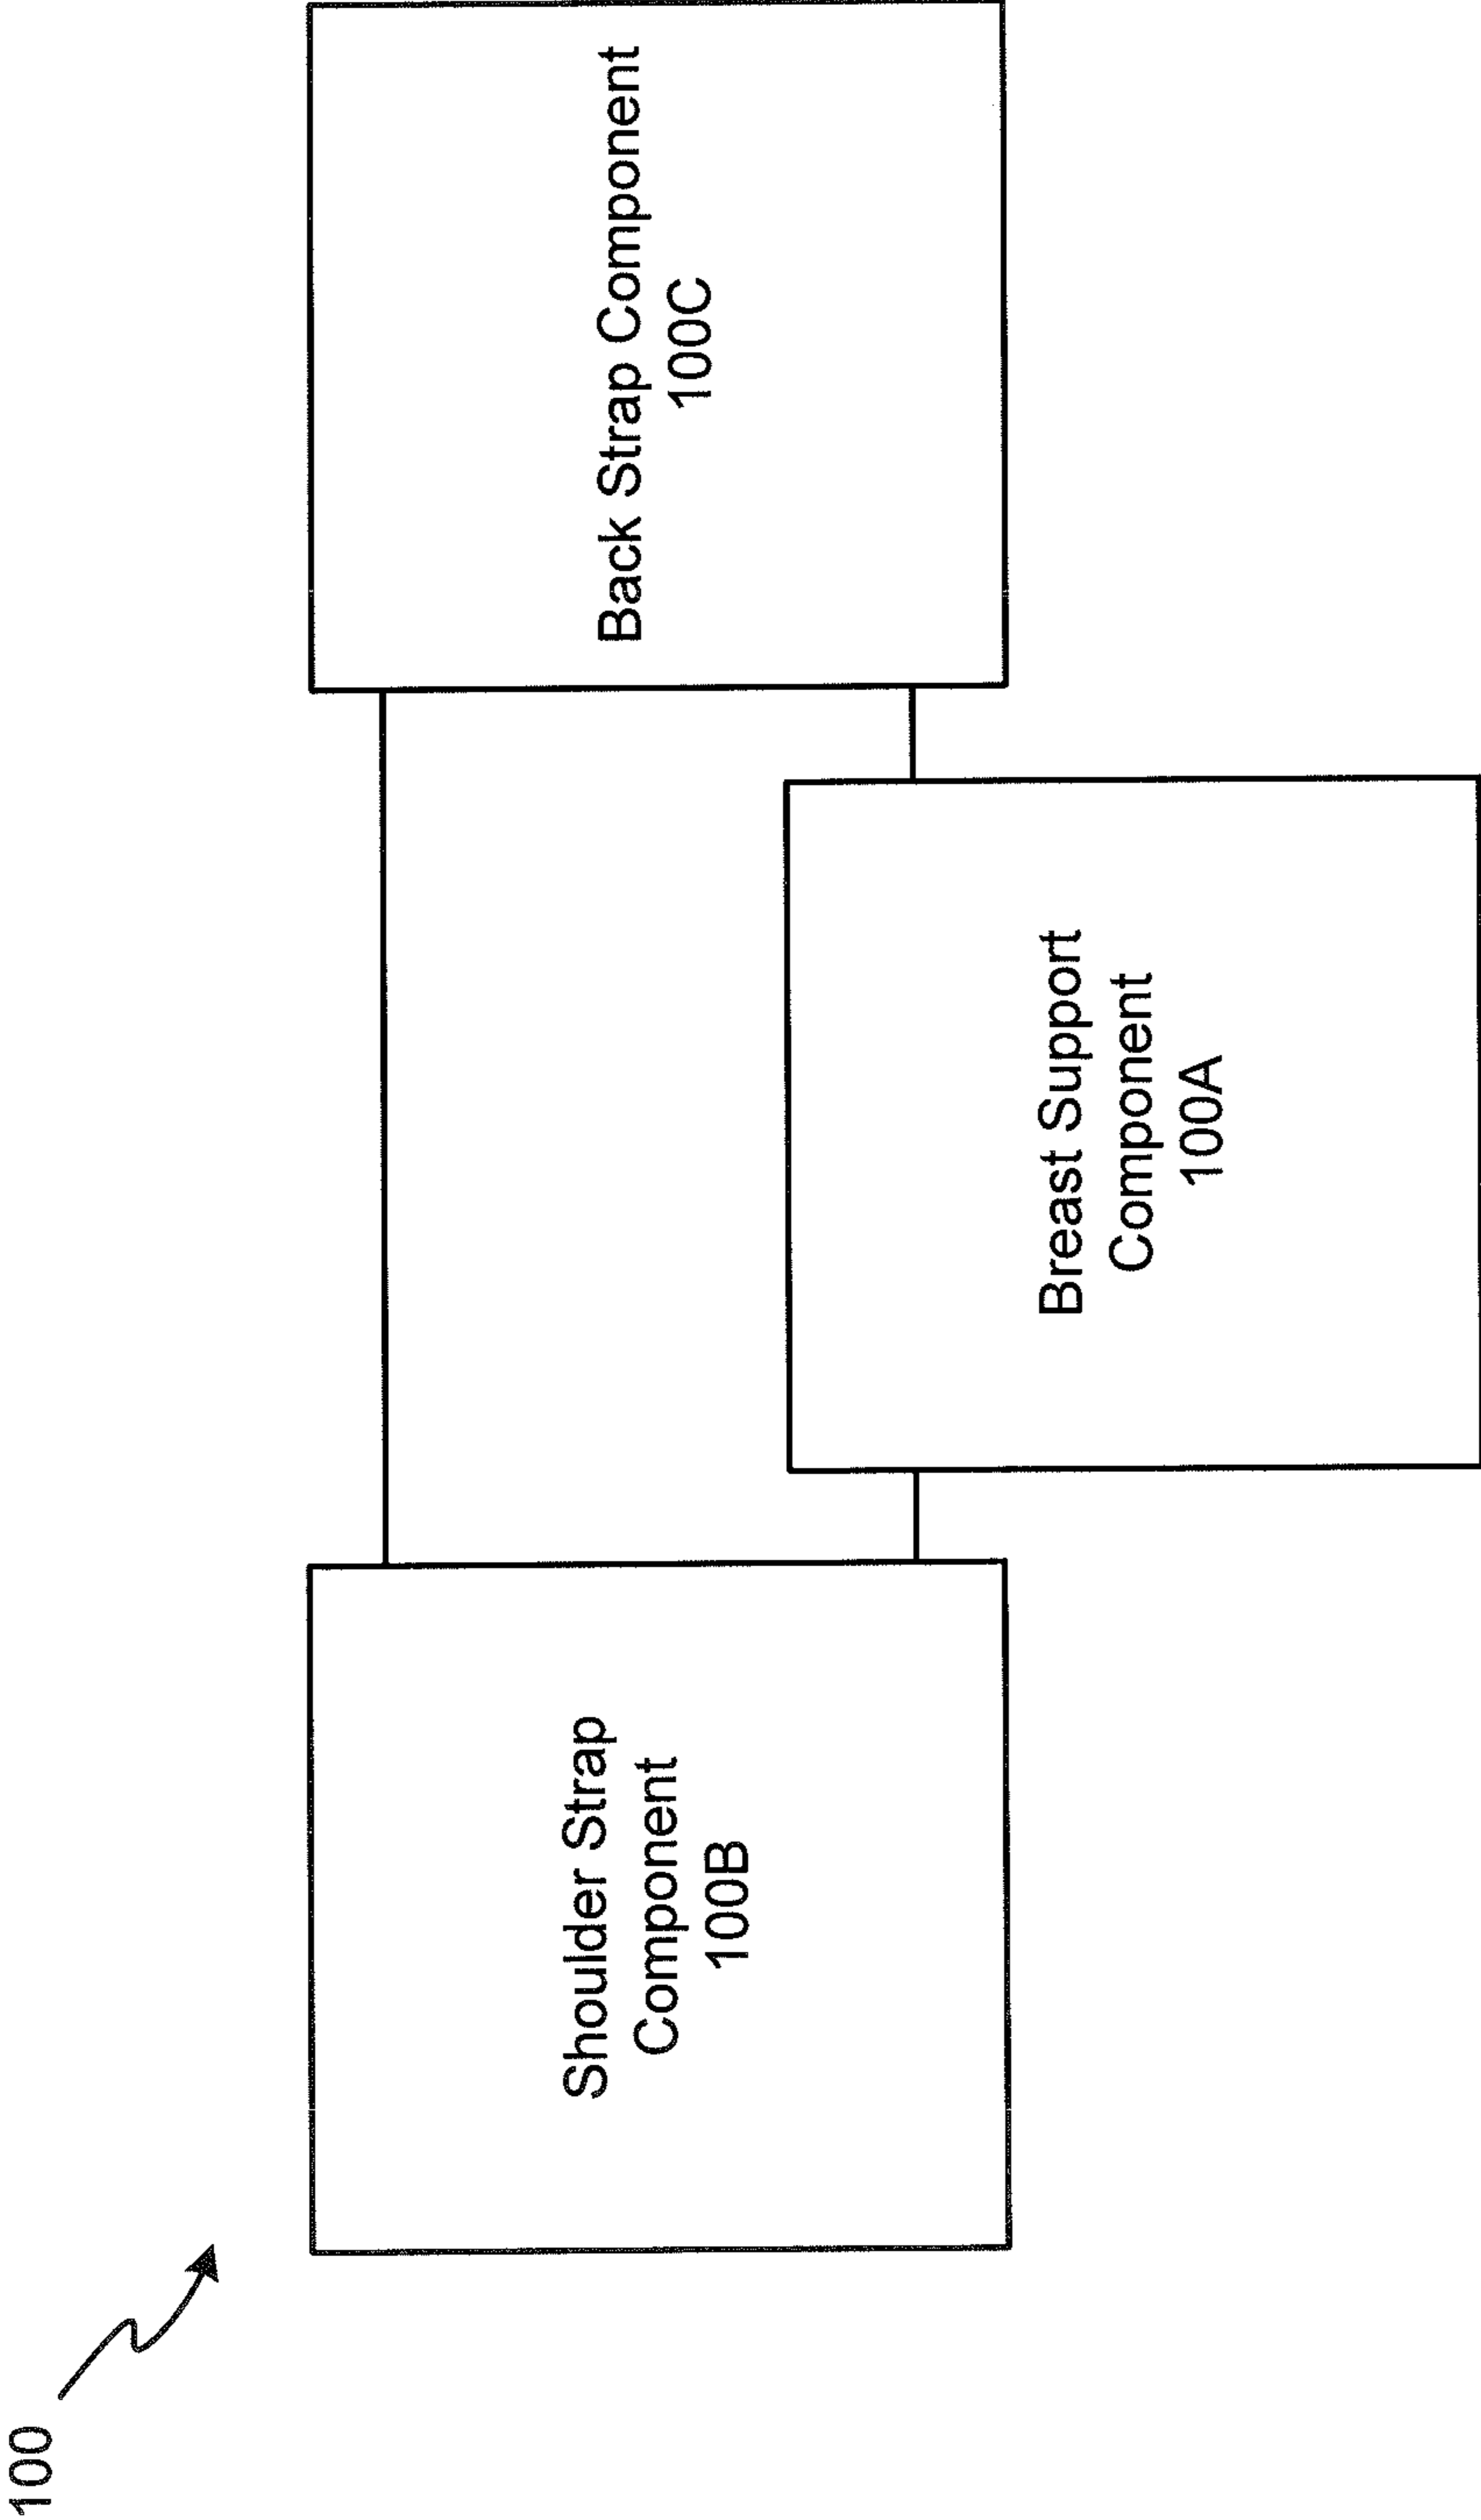 100
Shoulder Strap
Component
100B
Breast Support
Component
100A
Back Strap Component
100C